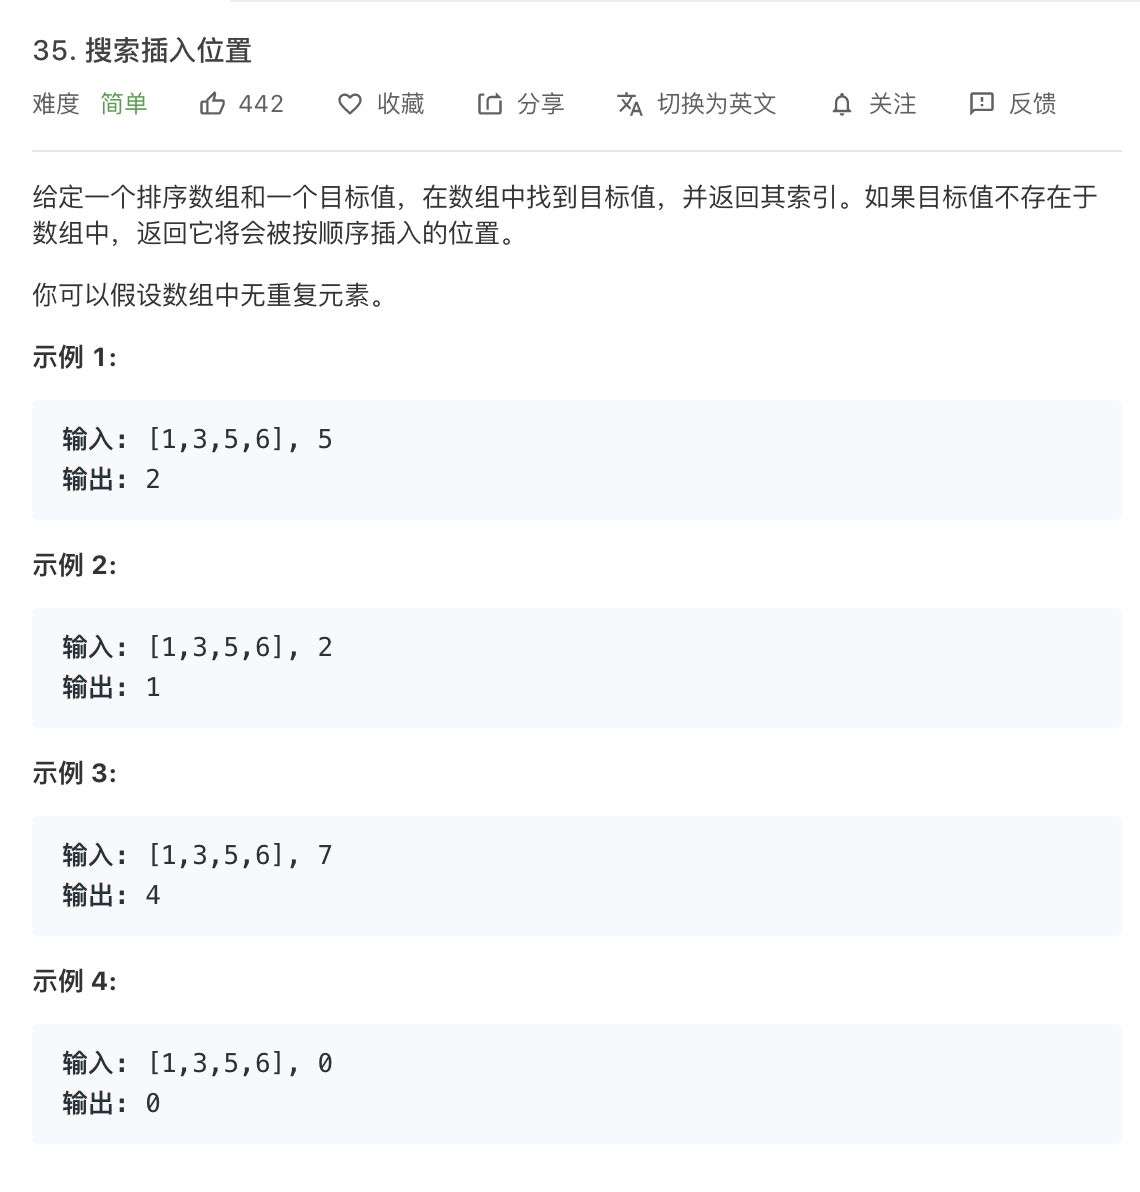 35. 搜索插入位置
难度 简单 442 收藏 分享 切换为英文 关注 反馈
给定一个排序数组和一个目标值，在数组中找到目标值，并返回其索引。如果目标值不存在于
数组中，返回它将会被按顺序插入的位置。
你可以假设数组中无重复元素。
示例 1:
输入: [1,3,5,6], 5
输出: 2
示例 2:
输入: [1,3,5,6], 2
输出: 1
示例 3:
输入: [1,3,5,6], 7
输出: 4
示例 4:
输入: [1,3,5,6], 0
输出: 0